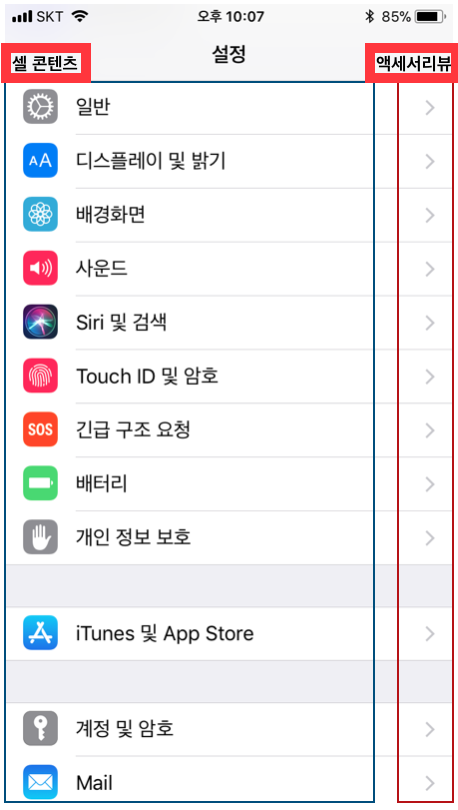 SKT 오후 10:07 85%
설정
셀 콘텐츠 액세서리뷰
일반
AA 디스플레이 및 밝기
배경화면
사운드
Siri 및 검색
Touch ID 및 암호
SOS 긴급 구조 요청
배터리
개인 정보 보호
iTunes 및 App Store
계정 및 암호
Mail